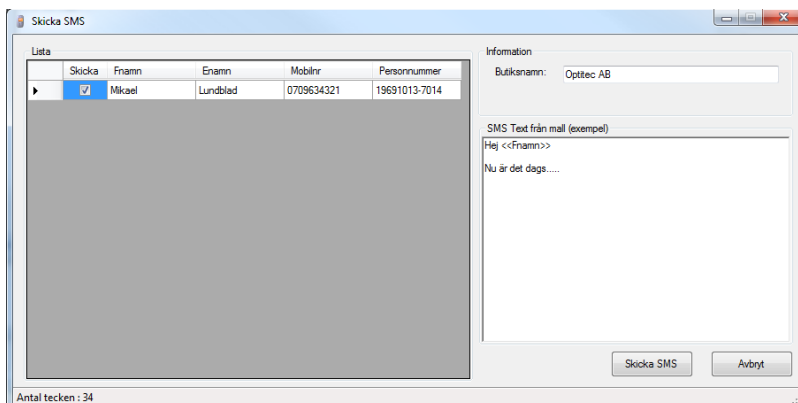 Skicka SMS
Lista
Skicka Fnamn Enamn Mobilnr Personnummer
Mikael Lundblad 0709634321 19691013-7014
Information
Butiksnamn: Optitec AB
SMS Text från mall (exempel)
Hej <<Fnamn>>
Nu är det dags.....
Skicka SMS Avbryt
Antal tecken : 34